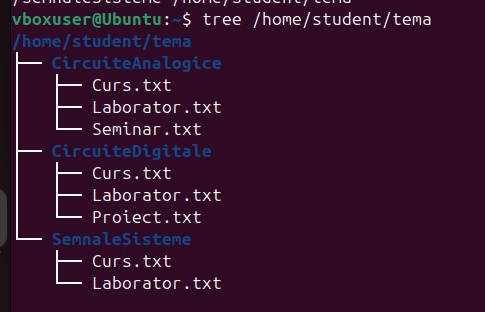 vboxuser@Ubuntu:~$ tree /home/student/tema
/home/student/tema
├── CircuiteAnalogice
│   ├── Curs.txt
│   ├── Laborator.txt
│   └── Seminar.txt
├── CircuiteDigitale
│   ├── Curs.txt
│   ├── Laborator.txt
│   └── Proiect.txt
└── SemnaleSisteme
    ├── Curs.txt
    └── Laborator.txt